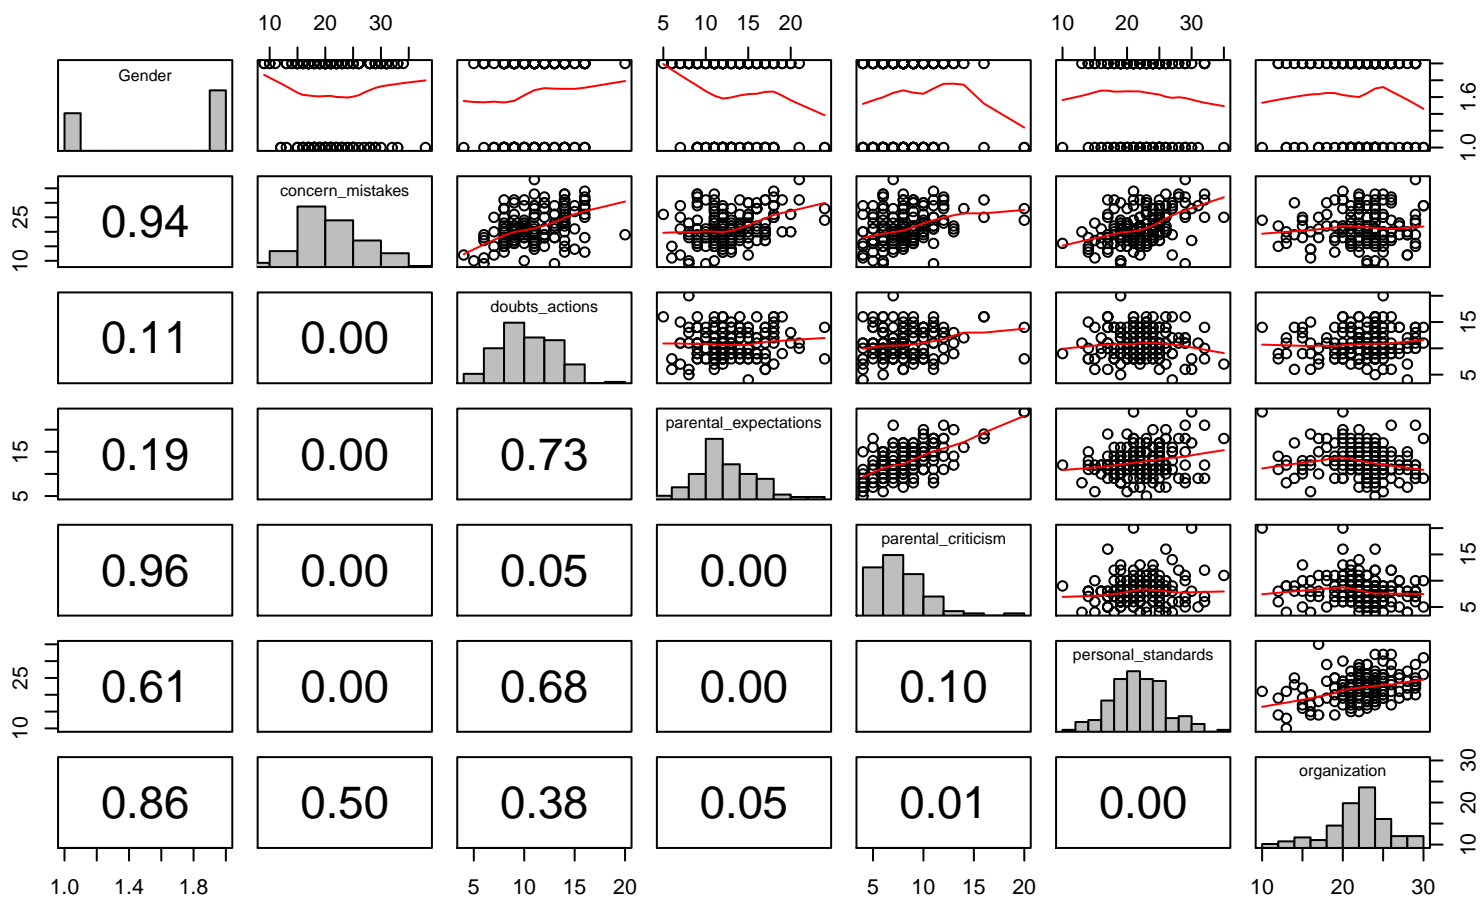 10 20 30 5 10 15 20 10 20 30
Gender
1.0 1.6
10 25
0.94
concern_mistakes
0.11
0.00
doubts_actions
5 15
5 15
0.19
0.00
0.73
parental_expectations
0.96
0.00
0.05
0.00
parental_criticism
5 15
10 25
0.61
0.00
0.68
0.00
0.10
personal_standards
0.86
0.50
0.38
0.05
0.01
0.00
organization
10 20 30
1.0 1.4 1.8 5 10 15 20 5 10 15 20 10 20 30